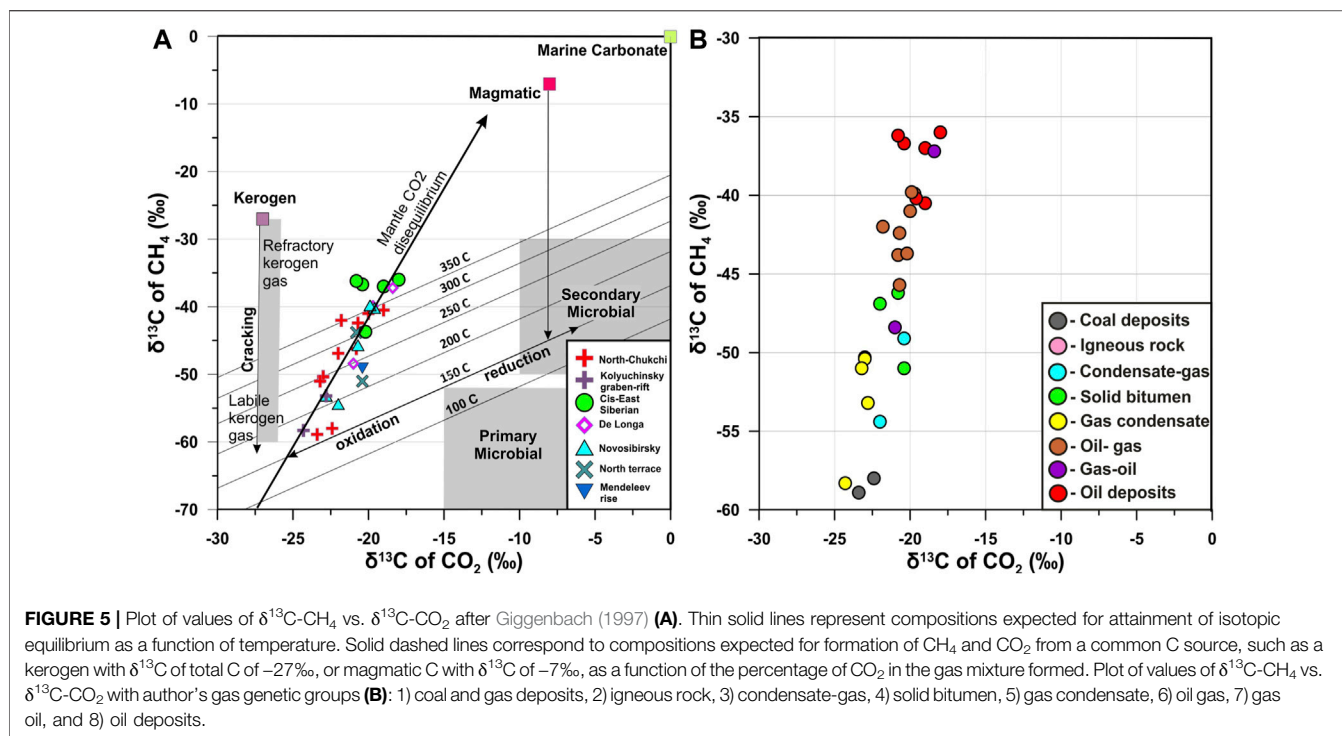 A
B
0
-10
-20
-30
-40
-50
-60
-70
δ¹³C of CH₄ (‰)
-30
-25
-20
-15
-10
-5
0
δ¹³C of CO₂ (‰)
Marine Carbonate
Magmatic
Kerogen
Refractory
kerogen
gas
Cracking
Labile
kerogen
gas
Mantle CO2
disequilibrium
350 C
300 C
250 C
200 C
150 C
100 C
reduction
oxidation
Secondary
Microbial
Primary
Microbial
North-Chukchi
Kolyuchinsky
graben-rift
Cis-East
Siberian
De Longa
Novosibirsky
North terrace
Mendeleev
rise
-30
-35
-40
-45
-50
-55
-60
δ¹³C of CH₄ (‰)
-30
-25
-20
-15
-10
-5
0
δ¹³C of CO₂ (‰)
- Coal deposits
- Igneous rock
- Condensate-gas
- Solid bitumen
- Gas condensate
- Oil- gas
- Gas-oil
- Oil deposits
FIGURE 5 | Plot of values of δ¹³C-CH₄ vs. δ¹³C-CO₂ after Giggenbach (1997) (A). Thin solid lines represent compositions expected for attainment of isotopic
equilibrium as a function of temperature. Solid dashed lines correspond to compositions expected for formation of CH₄ and CO₂ from a common C source, such as a
kerogen with δ¹³C of total C of –27‰, or magmatic C with δ¹³C of –7‰, as a function of the percentage of CO₂ in the gas mixture formed. Plot of values of δ¹³C-CH₄ vs.
δ¹³C-CO₂ with author's gas genetic groups (B): 1) coal and gas deposits, 2) igneous rock, 3) condensate-gas, 4) solid bitumen, 5) gas condensate, 6) oil gas, 7) gas
oil, and 8) oil deposits.